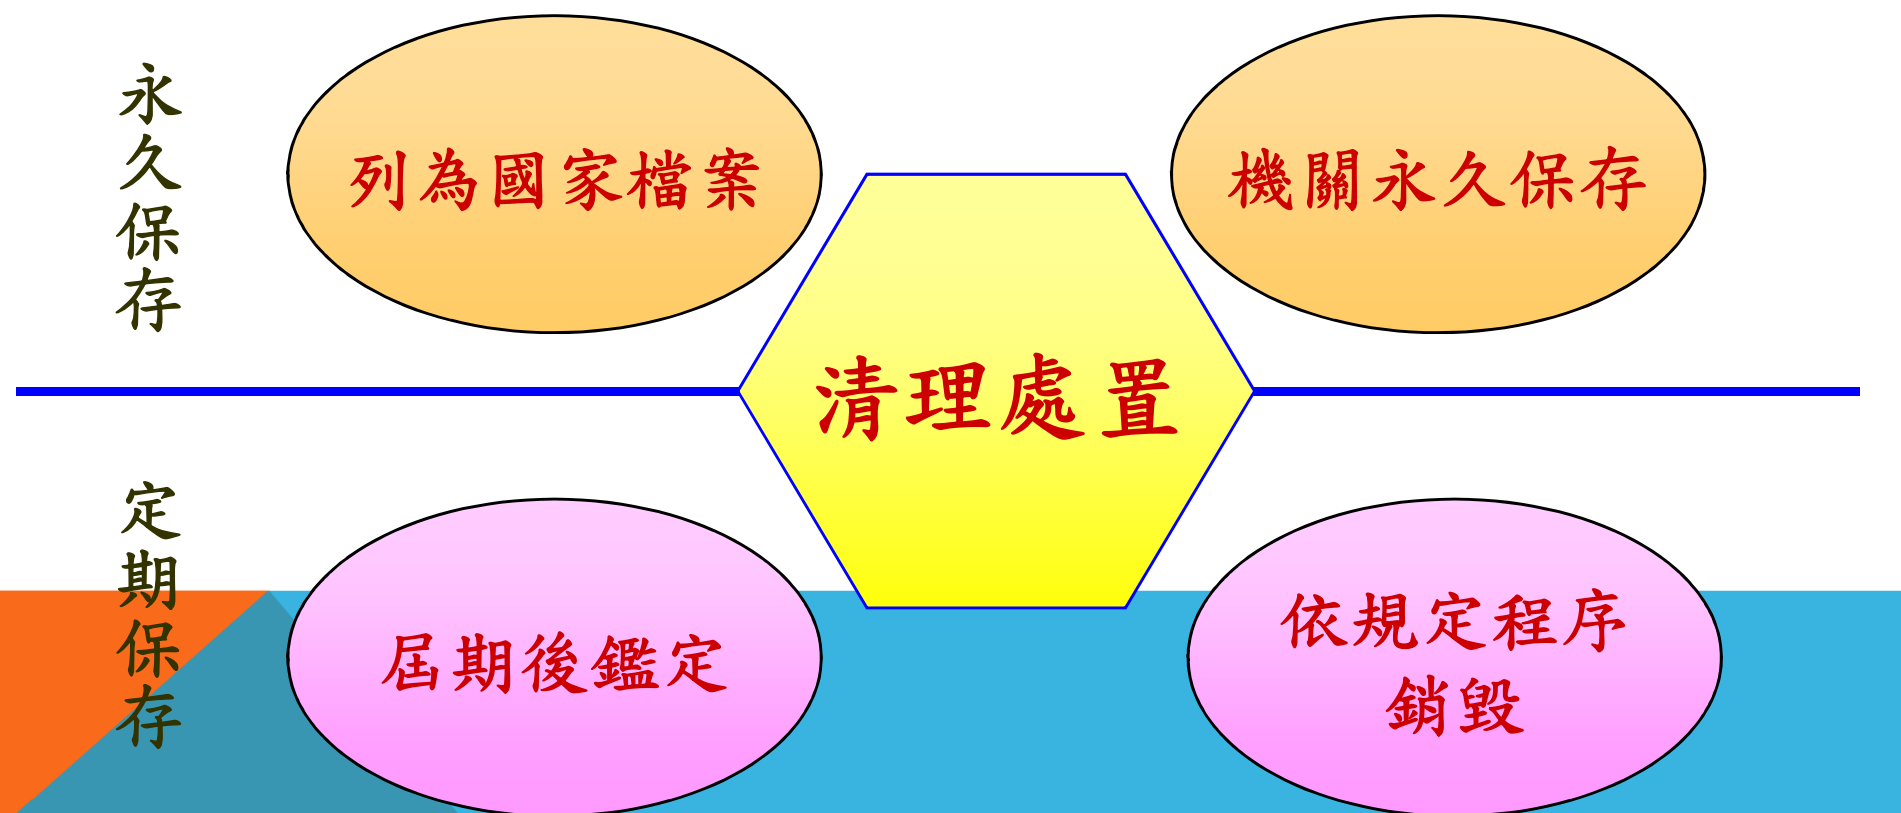 永久保存
列為國家檔案
機關永久保存
清理處置
定期保存
屆期後鑑定
依規定程序
銷毀